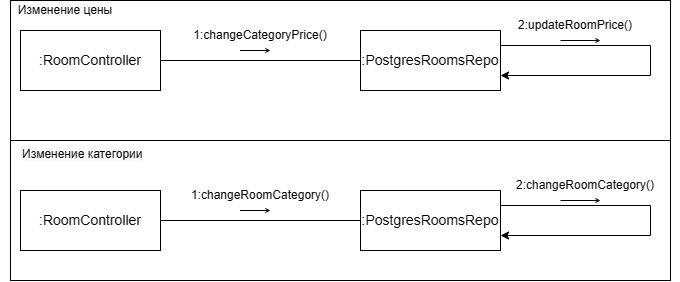 Изменение цены
1:changeCategoryPrice()
2:updateRoomPrice()
:RoomController
:PostgresRoomsRepo
Изменение категории
1:changeRoomCategory()
2:changeRoomCategory()
:RoomController
:PostgresRoomsRepo